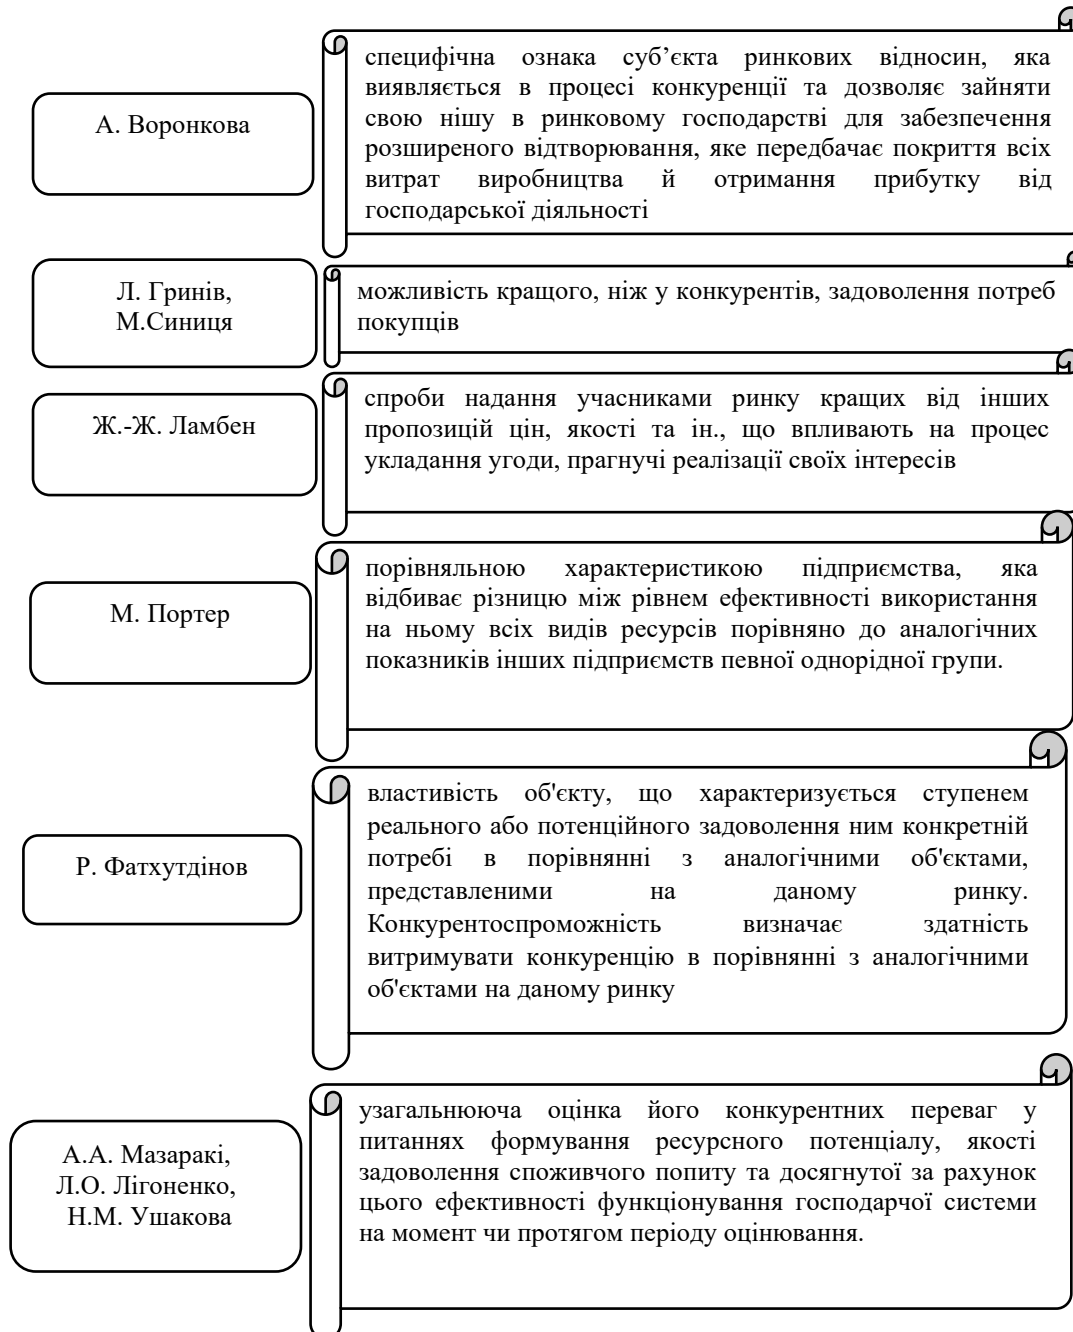 А. Воронкова
специфічна ознака суб’єкта ринкових відносин, яка
виявляється в процесі конкуренції та дозволяє зайняти
свою нішу в ринковому господарстві для забезпечення
розширеного відтворювання, яке передбачає покриття всіх
витрат виробництва й отримання прибутку від
господарської діяльності
Л. Гринів,
М.Синиця
можливість кращого, ніж у конкурентів, задоволення потреб
покупців
Ж.-Ж. Ламбен
спроби надання учасниками ринку кращих від інших
пропозицій цін, якості та ін., що впливають на процес
укладання угоди, прагнучі реалізації своїх інтересів
М. Портер
порівняльною характеристикою підприємства, яка
відбиває різницю між рівнем ефективності використання
на ньому всіх видів ресурсів порівняно до аналогічних
показників інших підприємств певної однорідної групи.
Р. Фатхутдінов
властивість об'єкту, що характеризується ступенем
реального або потенційного задоволення ним конкретній
потребі в порівнянні з аналогічними об'єктами,
представленими на даному ринку.
Конкурентоспроможність визначає здатність
витримувати конкуренцію в порівнянні з аналогічними
об'єктами на даному ринку
А.А. Мазаракі,
Л.О. Лігоненко,
Н.М. Ушакова
узагальнююча оцінка його конкурентних переваг у
питаннях формування ресурсного потенціалу, якості
задоволення споживчого попиту та досягнутої за рахунок
цього ефективності функціонування господарчої системи
на момент чи протягом періоду оцінювання.